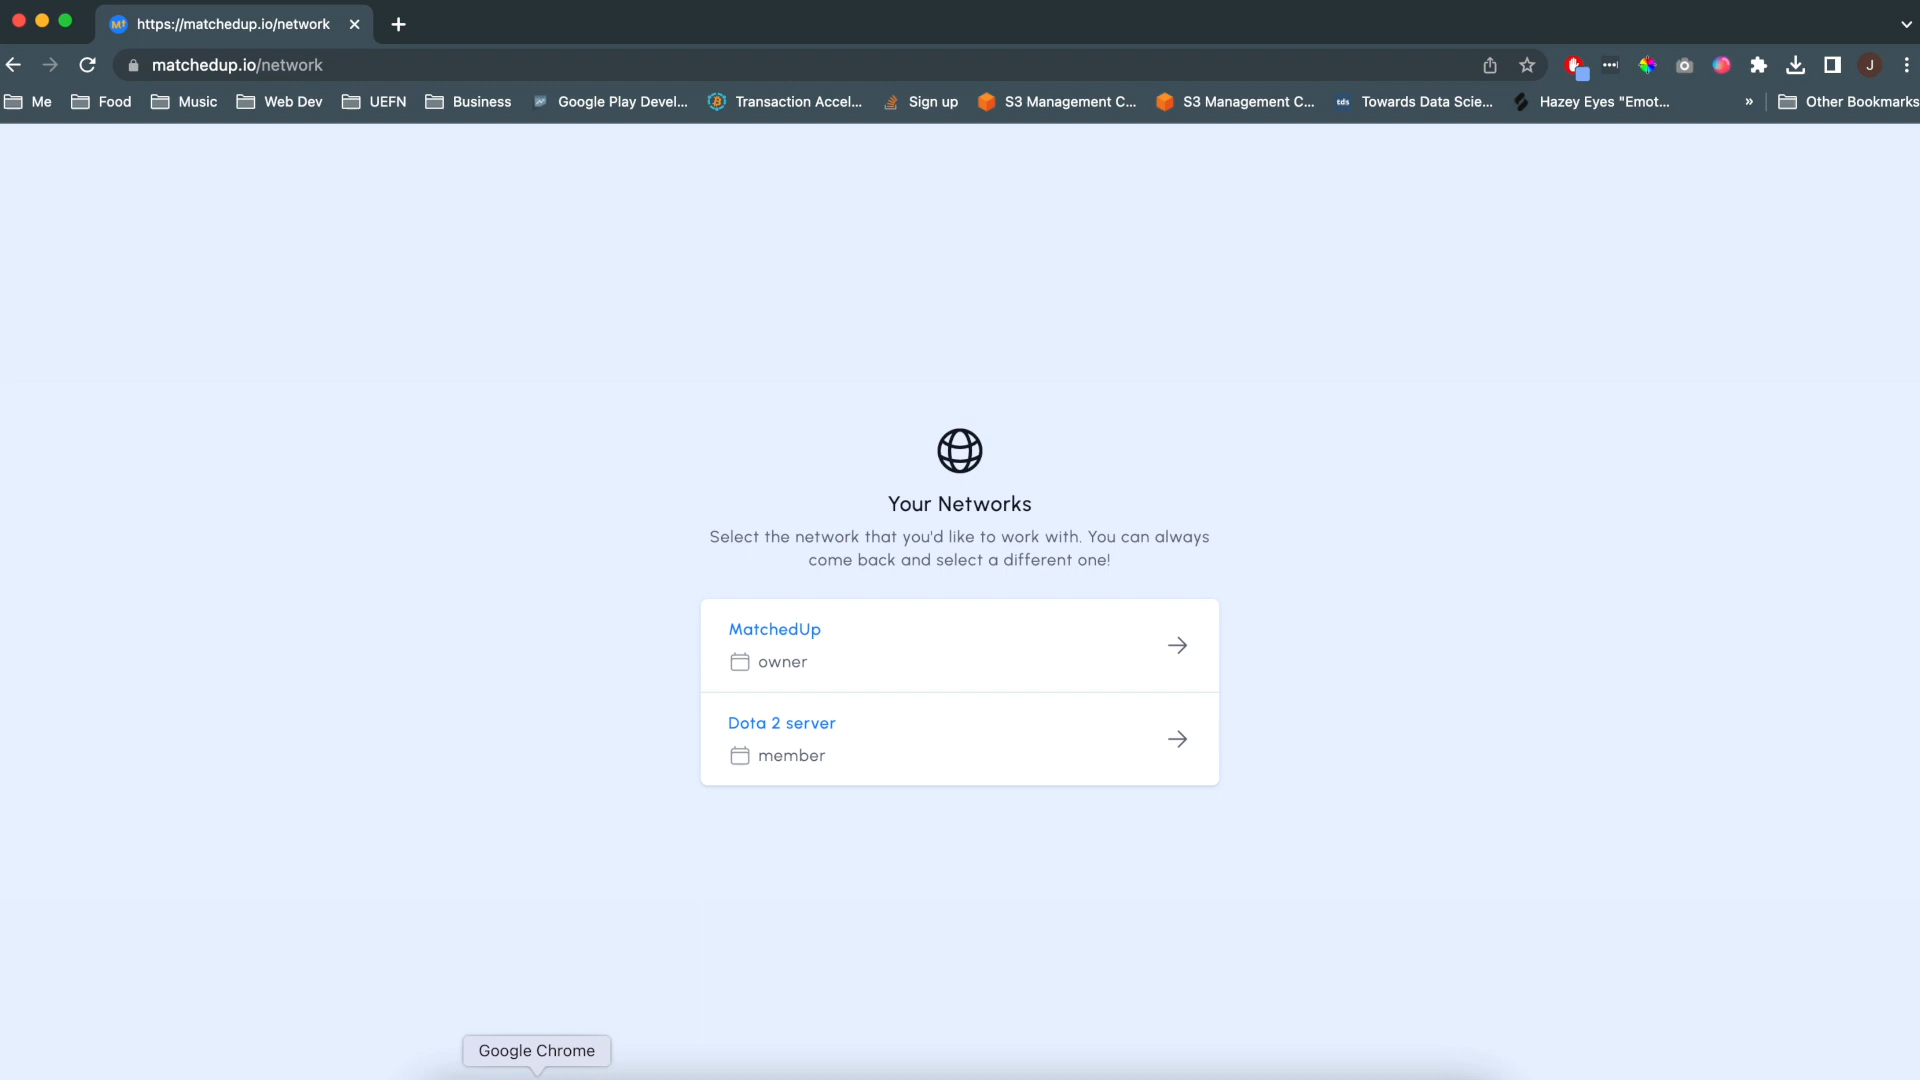 https://matchedup.io/network
matchedup.io/network
J
Me
Food
Music
Web Dev
UEFN
Business
Google Play Devel...
Transaction Accel...
Sign up
S3 Management C...
S3 Management C...
tds
Towards Data Scie...
Hazey Eyes "Emot...
»
Other Bookmarks
Your Networks
Select the network that you'd like to work with. You can always
come back and select a different one!
MatchedUp
owner
Dota 2 server
member
Google Chrome